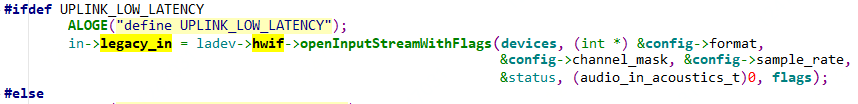 #ifdef UPLINK_LOW_LATENCY
ALOGE("define UPLINK_LOW_LATENCY");
in->legacy_in = ladev->hwif->openInputStreamWithFlags(devices, (int *) &config->format,
&config->channel_mask, &config->sample_rate,
&status, (audio_in_acoustics_t)0, flags);
#else